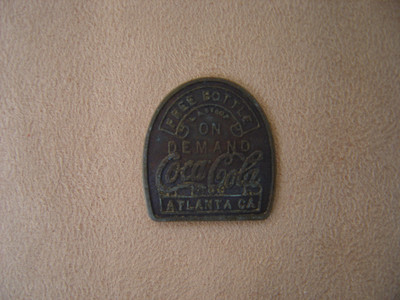 FREE BOTTLE
ON
DEMAND
Coca-Cola
ATLANTA GA